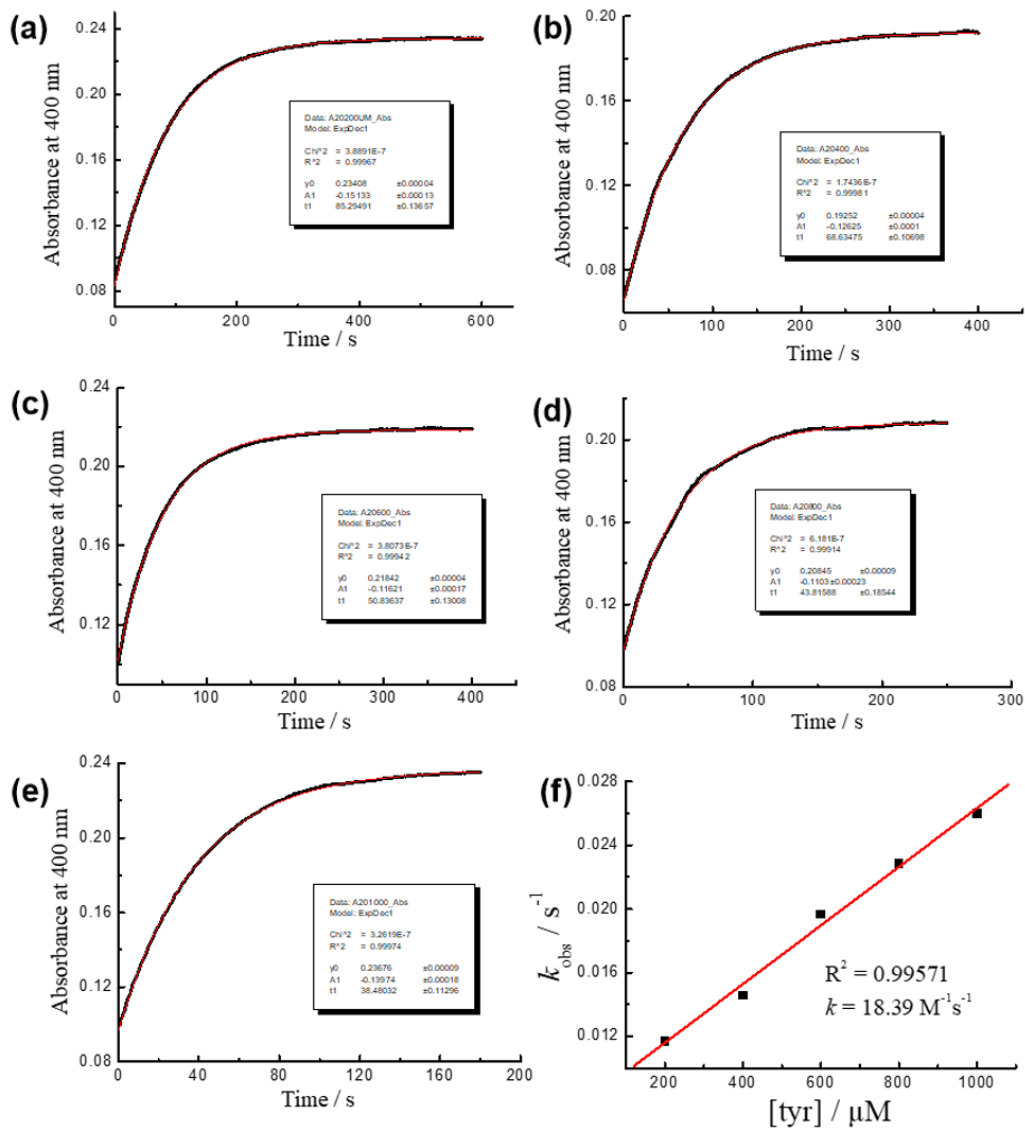 (a)
Absorbance at 400 nm
0.24
0.20
0.16
0.12
0.08
Data: A20200UM_Abs
Model: ExpDec1
Chi^2 = 3.8891E-7
R^2 = 0.99967
y0 0.23408 ±0.00004
A1 -0.15133 ±0.00013
t1 85.29491 ±0.13657
0 200 400 600
Time / s
(b)
Absorbance at 400 nm
0.20
0.16
0.12
0.08
Data: A20400_Abs
Model: ExpDec1
Chi^2 = 1.7436E-7
R^2 = 0.99981
y0 0.19252 ±0.00004
A1 -0.12625 ±0.0001
t1 68.63475 ±0.10698
0 100 200 300 400
Time / s
(c)
Absorbance at 400 nm
0.24
0.20
0.16
0.12
Data: A20600_Abs
Model: ExpDec1
Chi^2 = 3.8073E-7
R^2 = 0.99942
y0 0.21842 ±0.00004
A1 -0.11621 ±0.00017
t1 50.83637 ±0.13008
0 100 200 300 400
Time / s
(d)
Absorbance at 400 nm
0.20
0.16
0.12
0.08
Data: A20800_Abs
Model: ExpDec1
Chi^2 = 6.181E-7
R^2 = 0.99914
y0 0.20845 ±0.00009
A1 -0.1103±0.00023
t1 43.81588 ±0.18544
0 100 200 300
Time / s
(e)
Absorbance at 400 nm
0.24
0.20
0.16
0.12
0.08
Data: A201000_Abs
Model: ExpDec1
Chi^2 = 3.2619E-7
R^2 = 0.99974
y0 0.23676 ±0.00009
A1 -0.13974 ±0.00018
t1 38.48032 ±0.11296
0 40 80 120 160 200
Time / s
(f)
k_obs / s⁻¹
0.028
0.024
0.020
0.016
0.012
R² = 0.99571
k = 18.39 M⁻¹s⁻¹
200 400 600 800 1000
[tyr] / μM